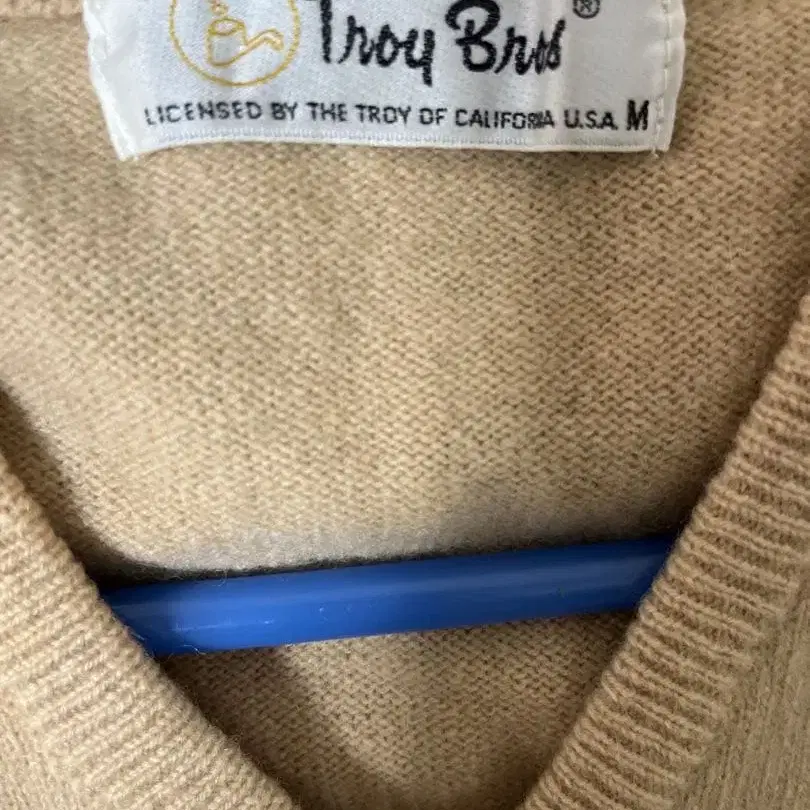 Troy Bros ®
LICENSED BY THE TROY OF CALIFORNIA U.S.A. M